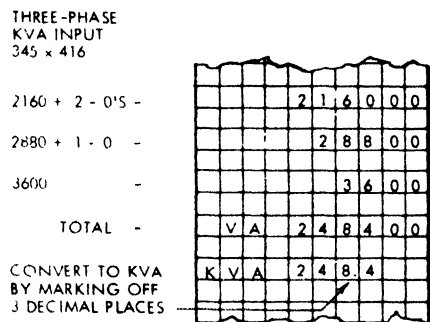 THREE-PHASE
KVA INPUT
345 x 416
2160 + 2 - 0'S - 2 1 6 0 0 0
2880 + 1 - 0 - 2 8 8 0 0
3600 - 3 6 0 0
TOTAL - V A 2 4 8 4 0 0
CONVERT TO KVA K V A 2 4 8. 4
BY MARKING OFF
3 DECIMAL PLACES